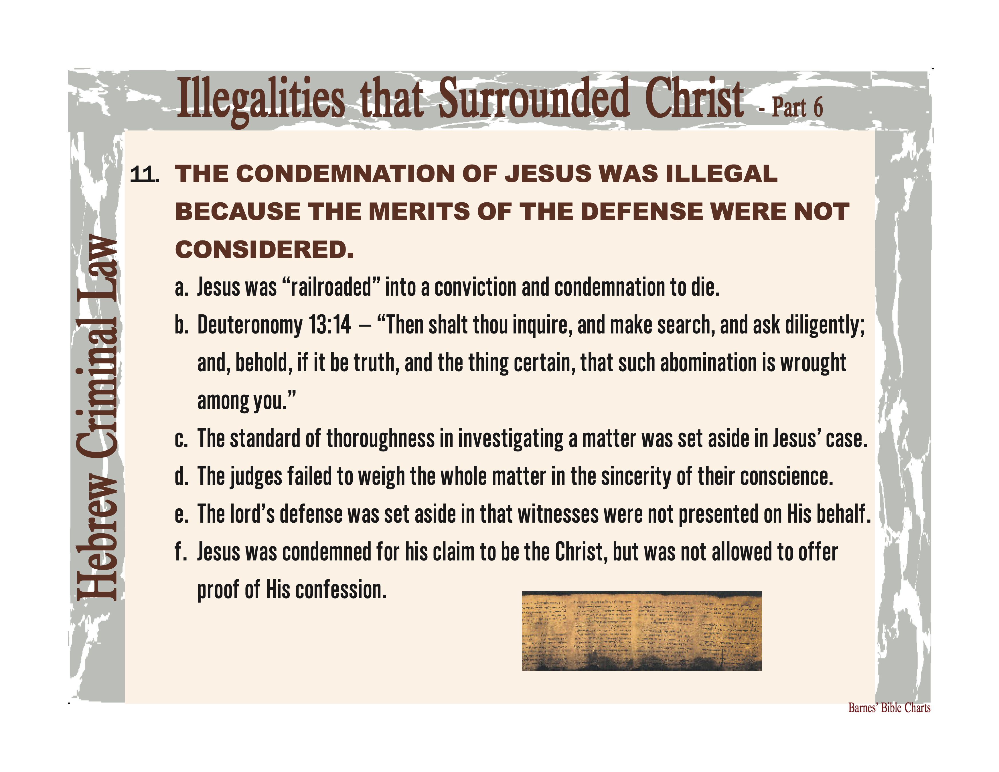 Illegalities that Surrounded Christ - Part 6
Hebrew Criminal Law
11. THE CONDEMNATION OF JESUS WAS ILLEGAL
BECAUSE THE MERITS OF THE DEFENSE WERE NOT
CONSIDERED.
a. Jesus was “railroaded” into a conviction and condemnation to die.
b. Deuteronomy 13:14 – “Then shalt thou inquire, and make search, and ask diligently;
and, behold, if it be truth, and the thing certain, that such abomination is wrought
among you.”
c. The standard of thoroughness in investigating a matter was set aside in Jesus’ case.
d. The judges failed to weigh the whole matter in the sincerity of their conscience.
e. The lord’s defense was set aside in that witnesses were not presented on His behalf.
f. Jesus was condemned for his claim to be the Christ, but was not allowed to offer
proof of His confession.
Barnes’ Bible Charts